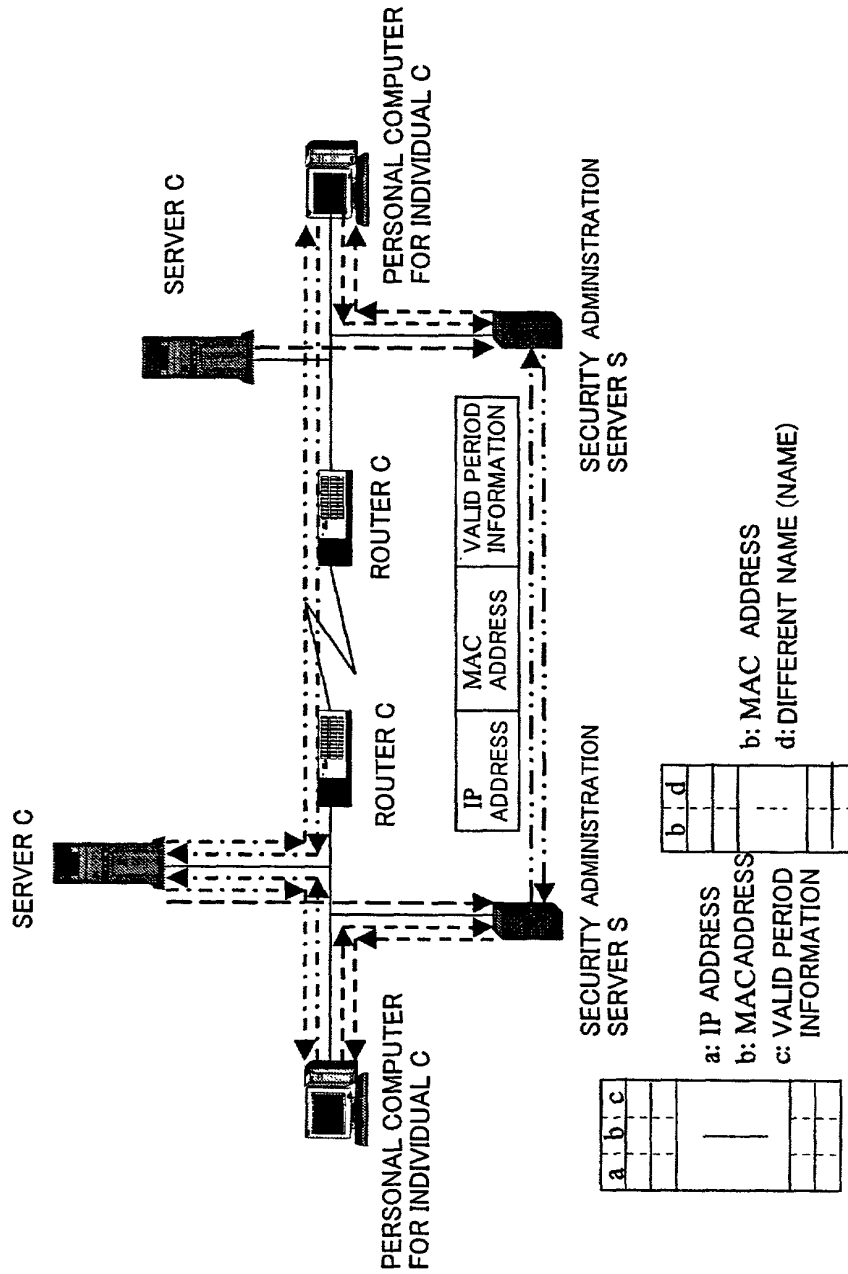 SERVER C
SERVER C
PERSONAL COMPUTER
FOR INDIVIDUAL C
ROUTER C
ROUTER C
PERSONAL COMPUTER
FOR INDIVIDUAL C
IP
ADDRESS
MAC
ADDRESS
VALID PERIOD
INFORMATION
SECURITY ADMINISTRATION
SERVER S
SECURITY ADMINISTRATION
SERVER S
a b c
a: IP ADDRESS
b: MACADDRESS
c: VALID PERIOD
INFORMATION
b d
b: MAC ADDRESS
d: DIFFERENT NAME (NAME)